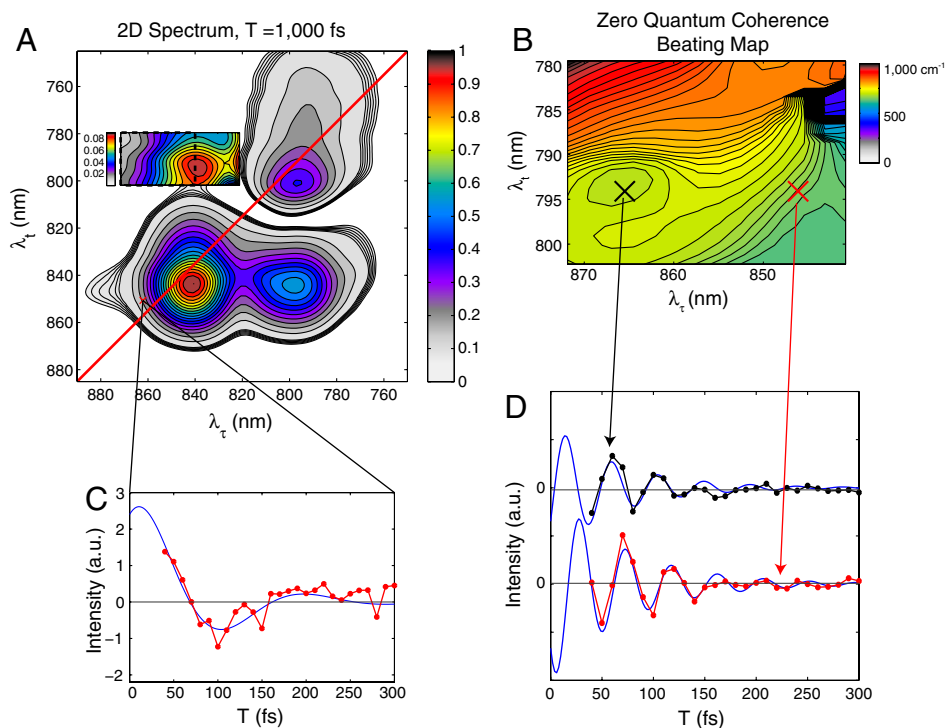 A
2D Spectrum, T =1,000 fs
760
780
800
820
840
860
880
λt (nm)
880 860 840 820 800 780 760
λτ (nm)
0.08
0.06
0.04
0.02
1
0.9
0.8
0.7
0.6
0.5
0.4
0.3
0.2
0.1
0
Zero Quantum Coherence
Beating Map
B
780
785
790
795
800
λt (nm)
870 860 850
λτ (nm)
1,000 cm-1
500
0
C
3
2
1
0
−1
−2
Intensity (a.u.)
0 50 100 150 200 250 300
T (fs)
D
0
0
Intensity (a.u.)
0 50 100 150 200 250 300
T (fs)